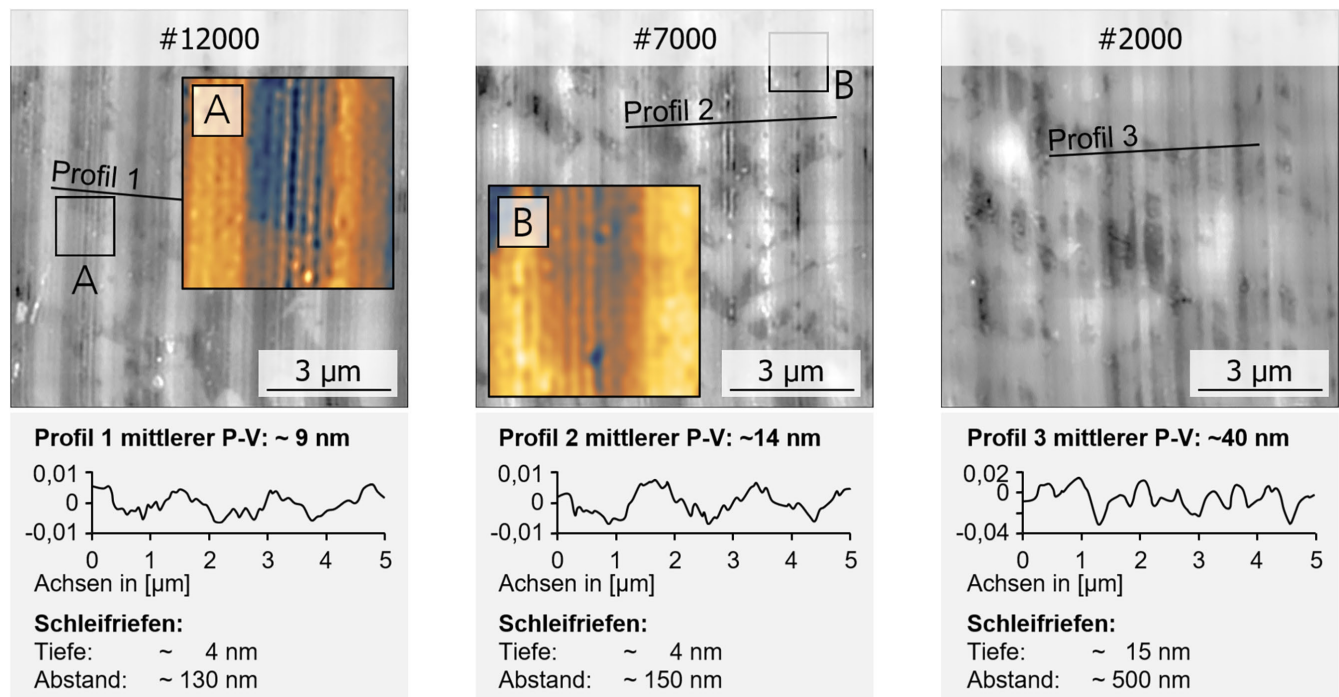 #12000
A
Profil 1
A
3 µm
Profil 1 mittlerer P-V: ~ 9 nm
0,01
0
-0,01
0 1 2 3 4 5
Achsen in [µm]
Schleifriefen:
Tiefe: ~ 4 nm
Abstand: ~ 130 nm
#7000
B
Profil 2
B
3 µm
Profil 2 mittlerer P-V: ~14 nm
0,01
0
-0,01
0 1 2 3 4 5
Achsen in [µm]
Schleifriefen:
Tiefe: ~ 4 nm
Abstand: ~ 150 nm
#2000
Profil 3
3 µm
Profil 3 mittlerer P-V: ~40 nm
0,02
0
-0,04
0 1 2 3 4 5
Achsen in [µm]
Schleifriefen:
Tiefe: ~ 15 nm
Abstand: ~ 500 nm